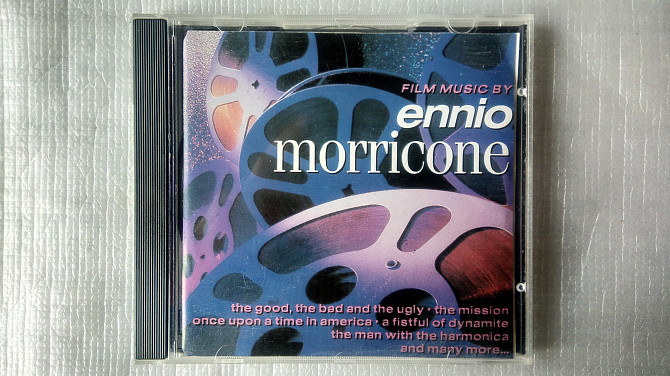 FILM MUSIC BY
ennio
morricone
the good, the bad and the ugly • the mission
once upon a time in america • a fistful of dynamite
the man with the harmonica
and many more...